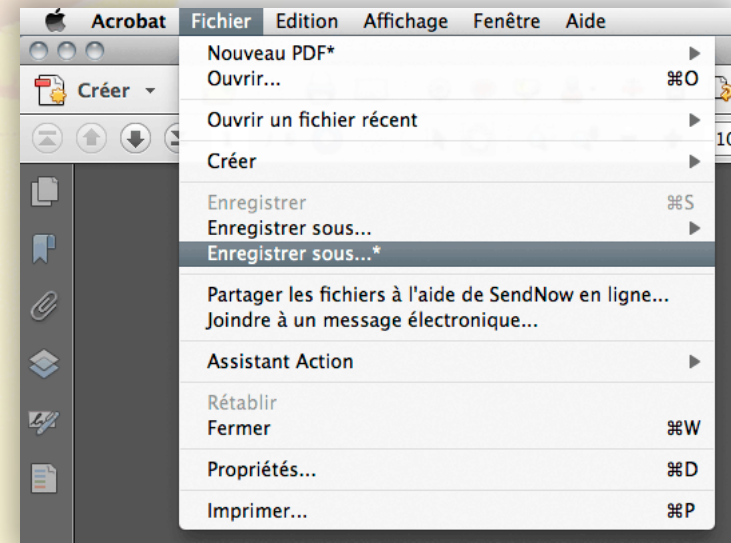 Acrobat Fichier Edition Affichage Fenêtre Aide
Nouveau PDF*
Ouvrir... ⌘O
Créer
Ouvrir un fichier récent
10
Créer
Enregistrer ⌘S
Enregistrer sous...
Enregistrer sous...*
Partager les fichiers à l'aide de SendNow en ligne...
Joindre à un message électronique...
Assistant Action
Rétablir
Fermer ⌘W
Propriétés... ⌘D
Imprimer... ⌘P